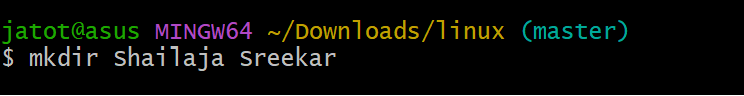 jatot@asus MINGW64 ~/Downloads/linux (master)
$ mkdir Shailaja Sreekar